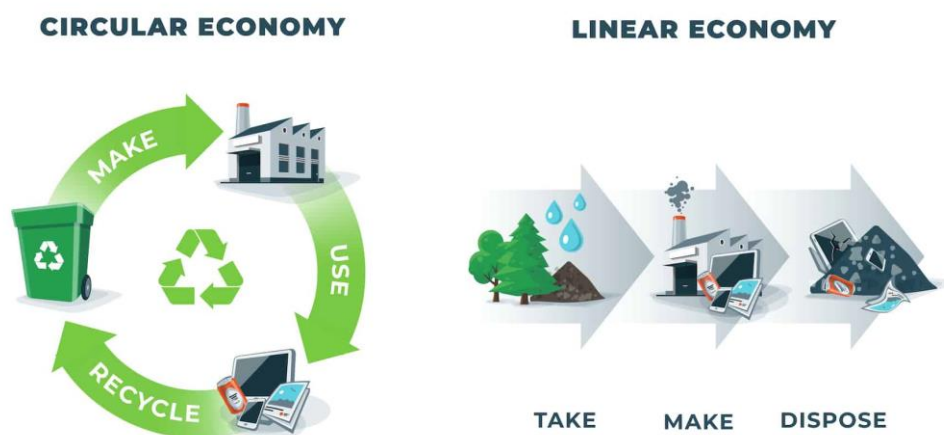 CIRCULAR ECONOMY
MAKE
USE
RECYCLE
LINEAR ECONOMY
TAKE
MAKE
DISPOSE